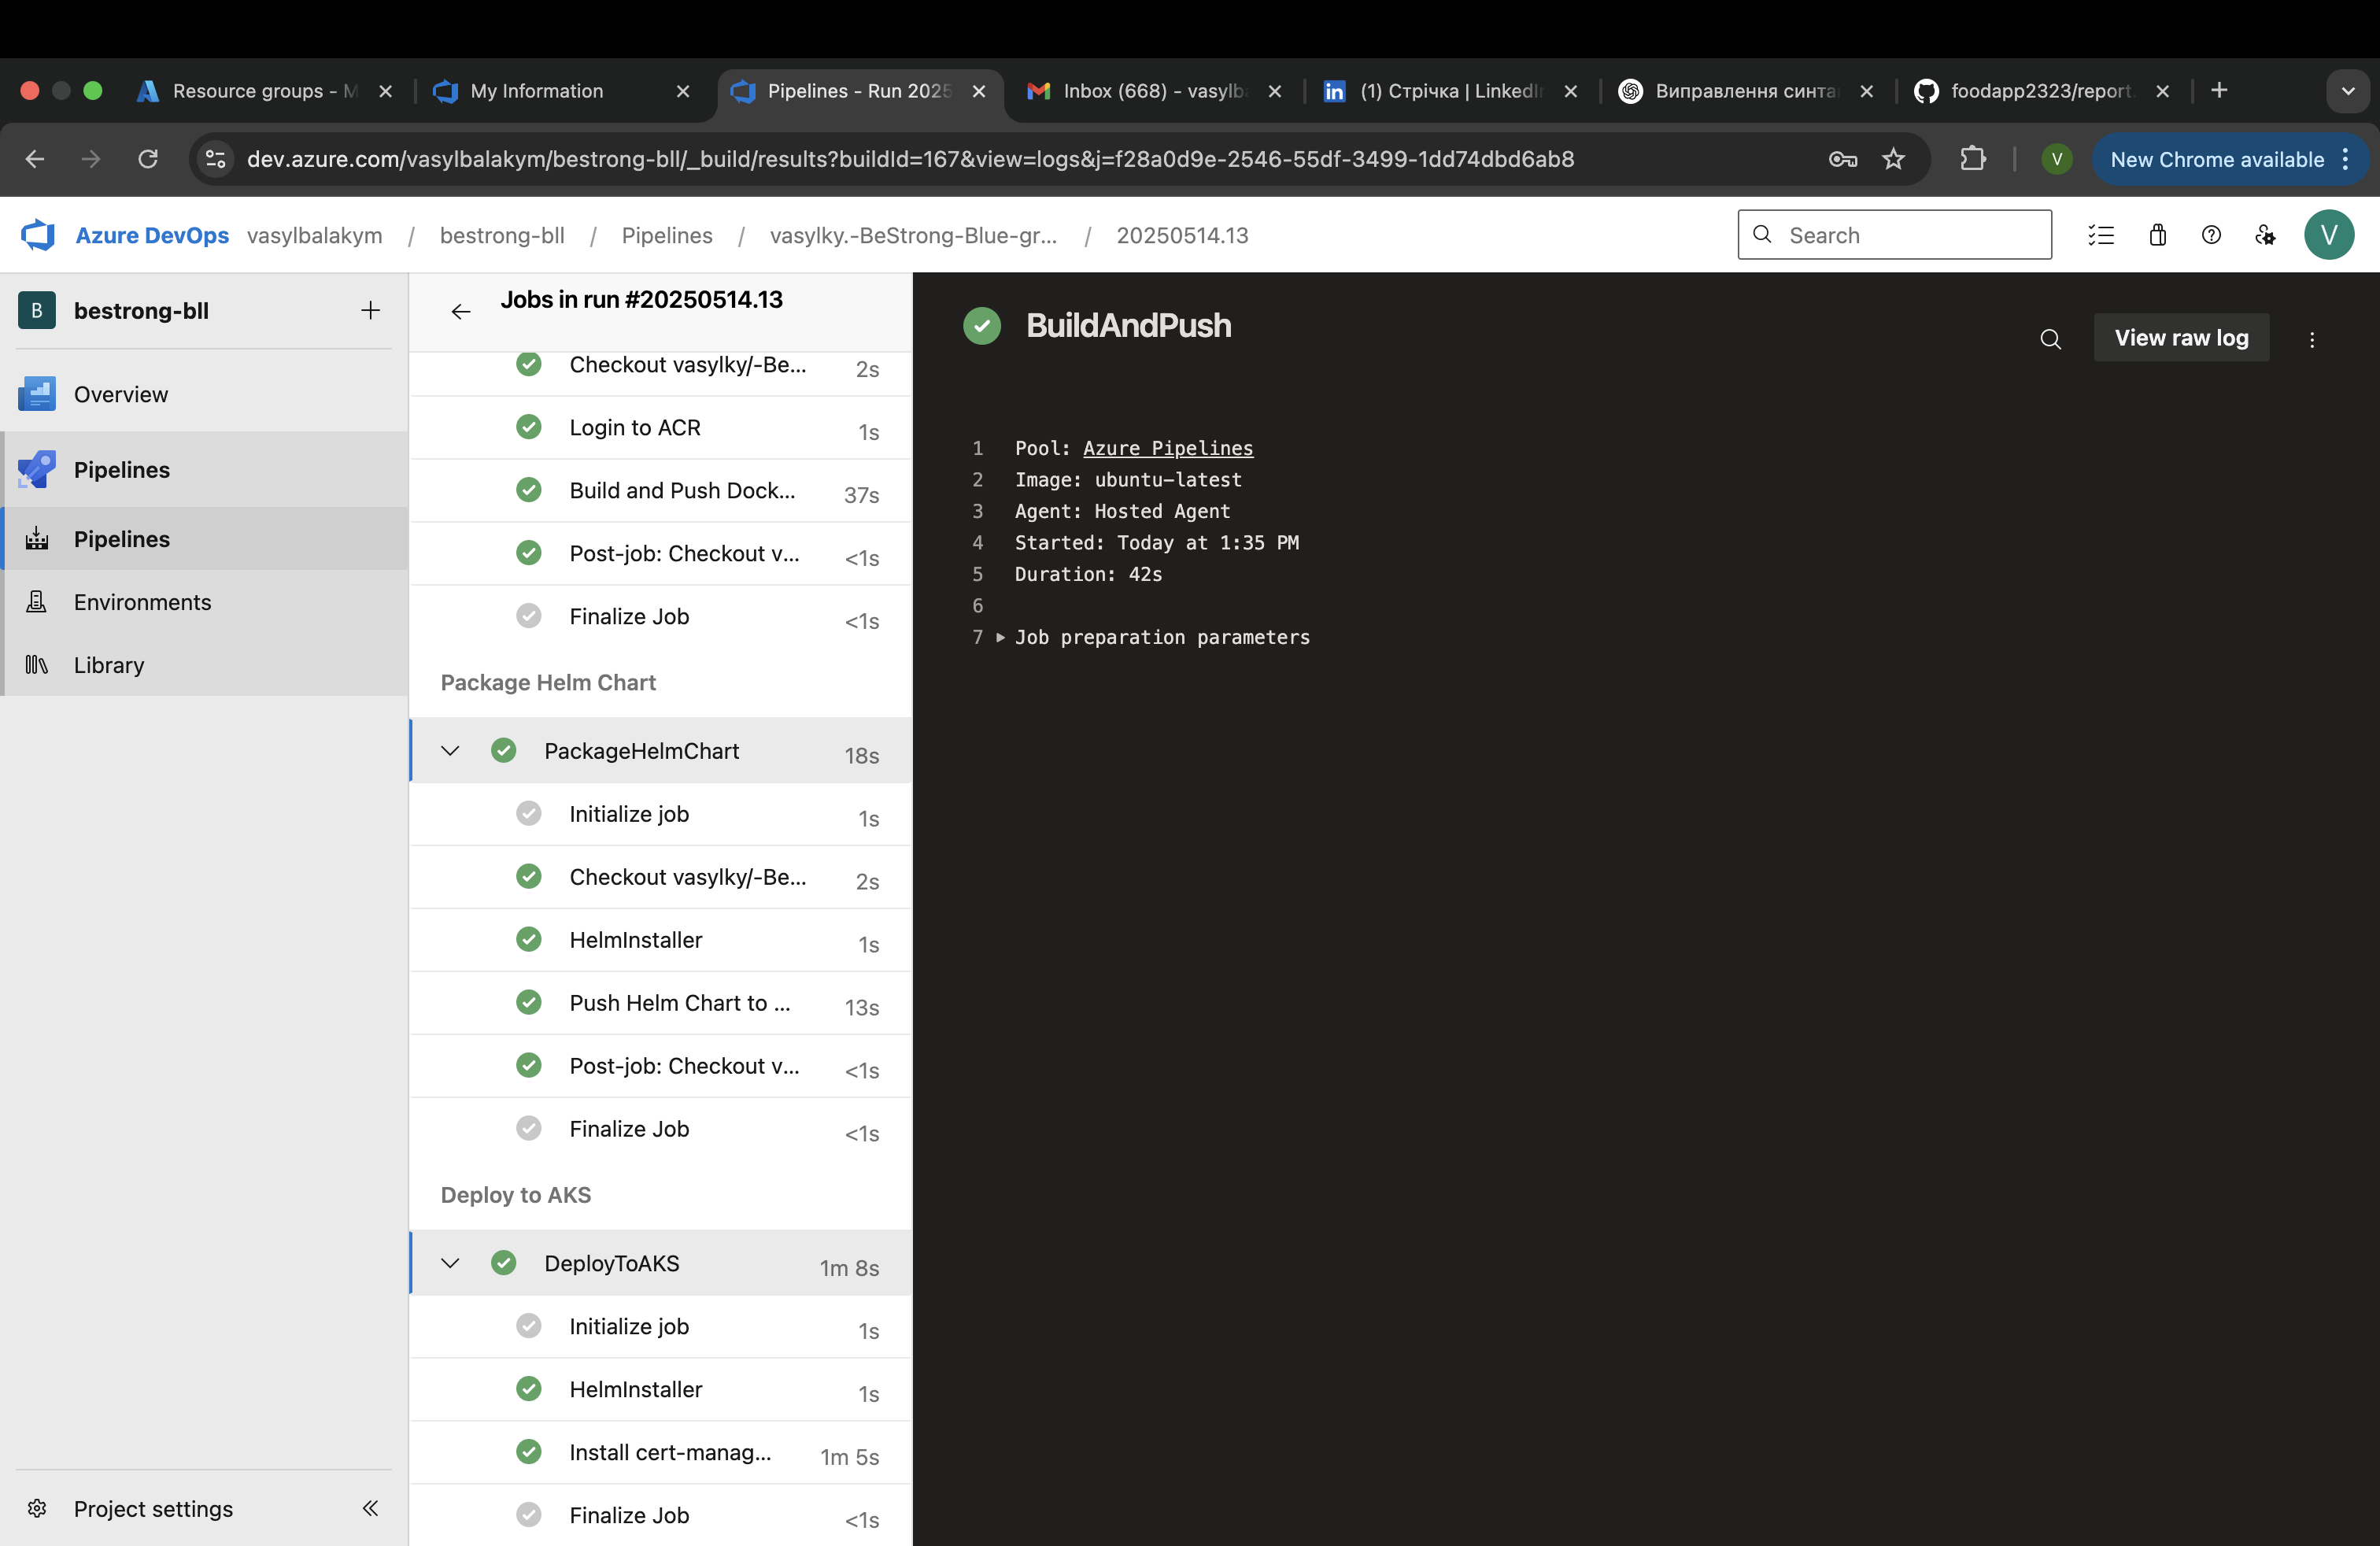 Resource groups - M
My Information
Pipelines - Run 2025
Inbox (668) - vasylb
(1) Стрічка | LinkedI
Виправлення синта
foodapp2323/report
dev.azure.com/vasylbalakym/bestrong-bll/_build/results?buildId=167&view=logs&j=f28a0d9e-2546-55df-3499-1dd74dbd6ab8
V
New Chrome available
Azure DevOps
vasylbalakym / bestrong-bll / Pipelines / vasylky.-BeStrong-Blue-gr... / 20250514.13
Search
V
B
bestrong-bll
Overview
Pipelines
Pipelines
Environments
Library
Project settings
Jobs in run #20250514.13
Checkout vasylky/-Be... 2s
Login to ACR 1s
Build and Push Dock... 37s
Post-job: Checkout v... <1s
Finalize Job <1s
Package Helm Chart
PackageHelmChart 18s
Initialize job 1s
Checkout vasylky/-Be... 2s
HelmInstaller 1s
Push Helm Chart to ... 13s
Post-job: Checkout v... <1s
Finalize Job <1s
Deploy to AKS
DeployToAKS 1m 8s
Initialize job 1s
HelmInstaller 1s
Install cert-manag... 1m 5s
Finalize Job <1s
BuildAndPush
View raw log
1 Pool: Azure Pipelines
2 Image: ubuntu-latest
3 Agent: Hosted Agent
4 Started: Today at 1:35 PM
5 Duration: 42s
6
7 Job preparation parameters